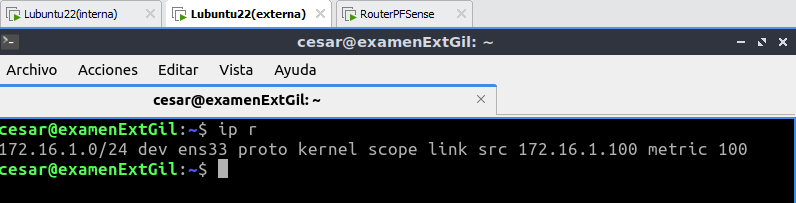 Lubuntu22(interna) Lubuntu22(externa) RouterPFSense
cesar@examenExtGil: ~
Archivo Acciones Editar Vista Ayuda
cesar@examenExtGil: ~
cesar@examenExtGil:~$ ip r
172.16.1.0/24 dev ens33 proto kernel scope link src 172.16.1.100 metric 100
cesar@examenExtGil:~$